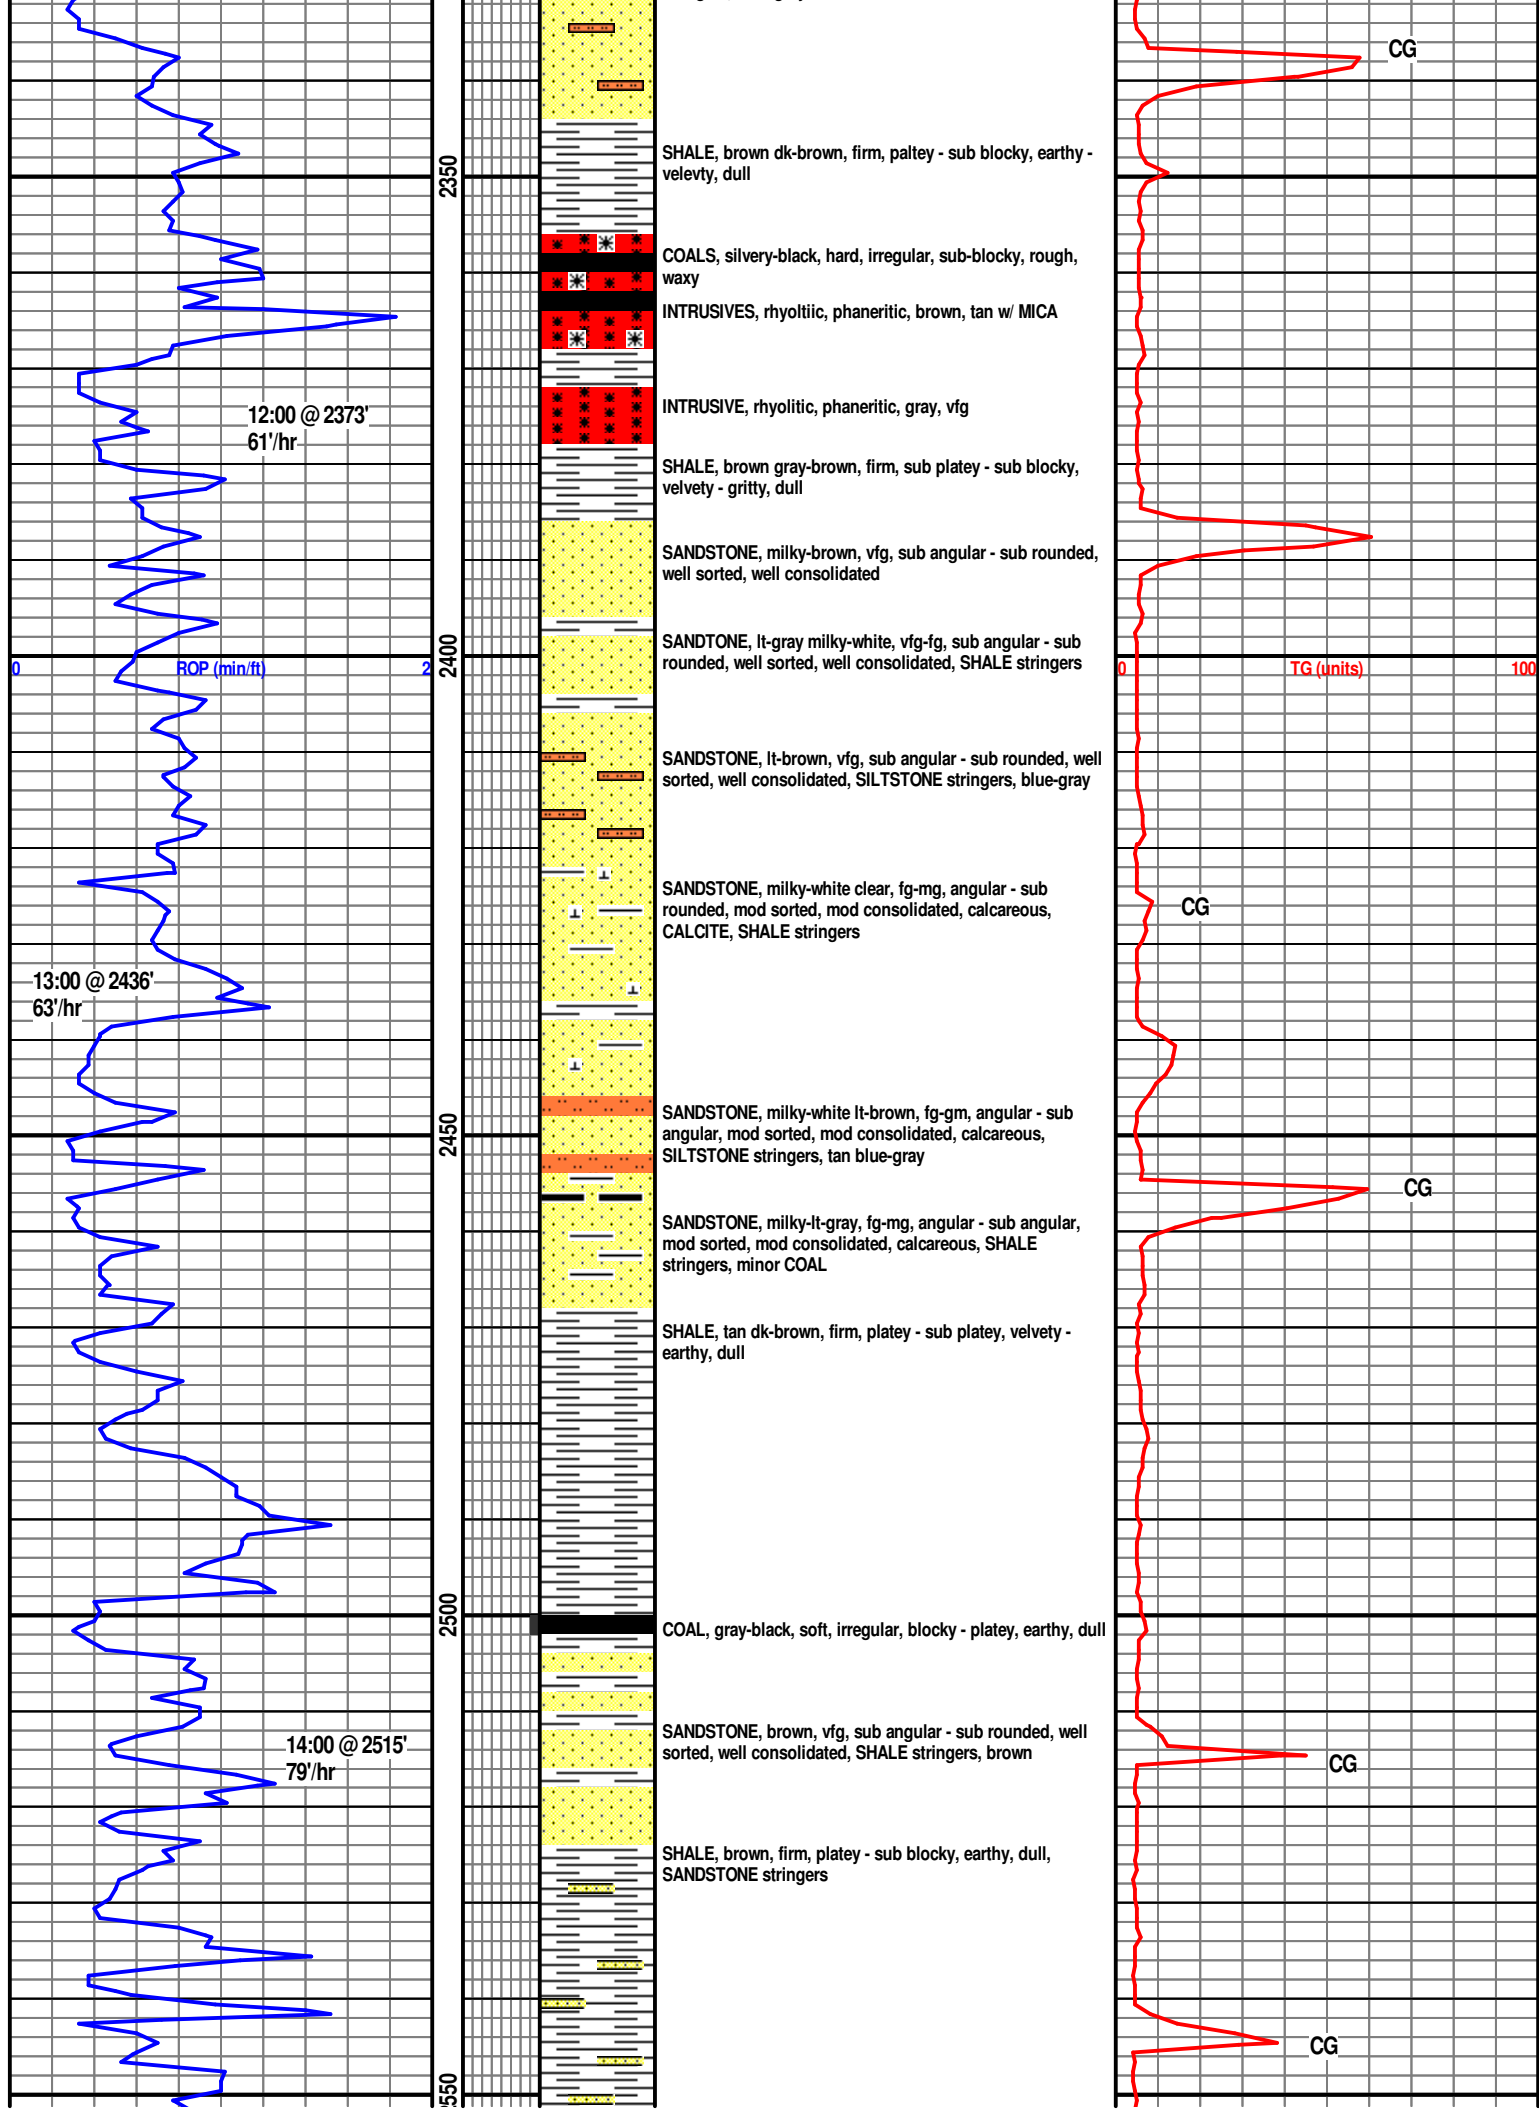 CG
SHALE, brown dk-brown, firm, paltey - sub blocky, earthy -
velevty, dull
2350
COALS, silvery-black, hard, irregular, sub-blocky, rough,
waxy
INTRUSIVES, rhyoltiic, phaneritic, brown, tan w/ MICA
12:00 @ 2373'
61'/hr
INTRUSIVE, rhyolitic, phaneritic, gray, vfg
SHALE, brown gray-brown, firm, sub platey - sub blocky,
velvety - gritty, dull
SANDSTONE, milky-brown, vfg, sub angular - sub rounded,
well sorted, well consolidated
SANDTONE, lt-gray milky-white, vfg-fg, sub angular - sub
rounded, well sorted, well consolidated, SHALE stringers
2400
0 ROP (min/ft) 2
0 TG (units) 100
SANDSTONE, lt-brown, vfg, sub angular - sub rounded, well
sorted, well consolidated, SILTSTONE stringers, blue-gray
SANDSTONE, milky-white clear, fg-mg, angular - sub
rounded, mod sorted, mod consolidated, calcareous,
CALCITE, SHALE stringers
CG
13:00 @ 2436'
63'/hr
2450
SANDSTONE, milky-white lt-brown, fg-gm, angular - sub
angular, mod sorted, mod consolidated, calcareous,
SILTSTONE stringers, tan blue-gray
CG
SANDSTONE, milky-lt-gray, fg-mg, angular - sub angular,
mod sorted, mod consolidated, calcareous, SHALE
stringers, minor COAL
SHALE, tan dk-brown, firm, platey - sub platey, velvety -
earthy, dull
2500
COAL, gray-black, soft, irregular, blocky - platey, earthy, dull
14:00 @ 2515'
79'/hr
SANDSTONE, brown, vfg, sub angular - sub rounded, well
sorted, well consolidated, SHALE stringers, brown
CG
SHALE, brown, firm, platey - sub blocky, earthy, dull,
SANDSTONE stringers
CG
2550